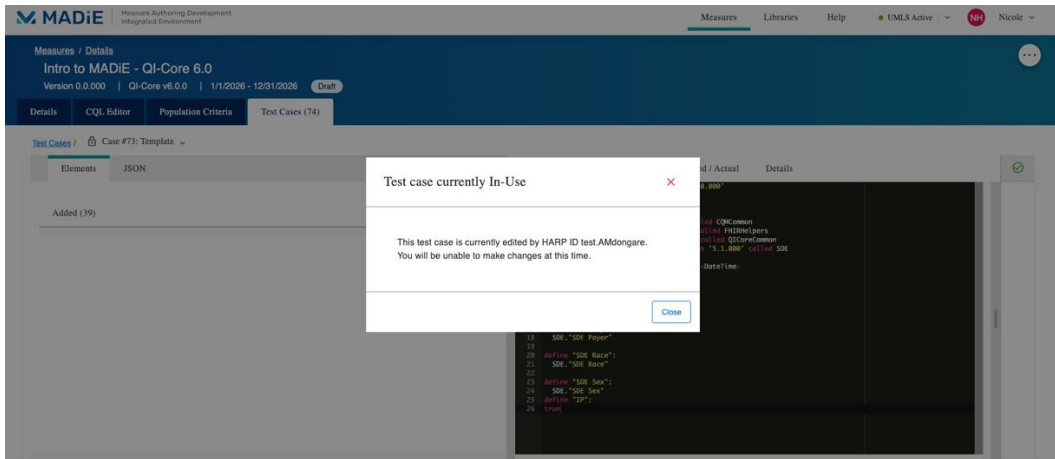 MADiE
Measure Authoring Development
Integrated Environment
Measures Libraries Help UMLS Active NH Nicole
Measures / Details
Intro to MADiE - QI-Core 6.0
Version 0.0.000 | QI-Core v6.0.0 | 1/1/2026 - 12/31/2026 Draft
Details CQL Editor Population Criteria Test Cases (74)
Test Cases / Case #73: Template
Elements JSON
d / Actual Details
Added (39)
Test case currently In-Use
This test case is currently edited by HARP ID test.AMdongare.
You will be unable to make changes at this time.
Close
0.000'
led CQMCommon
alled FHIRHelpers
called QICoreCommon
n '5.1.000' called SDE
<DateTime>
18 SDE."SDE Payer"
19
20 define "SDE Race":
21 SDE."SDE Race"
22
23 define "SDE Sex":
24 SDE."SDE Sex"
25 define "IP":
26 true